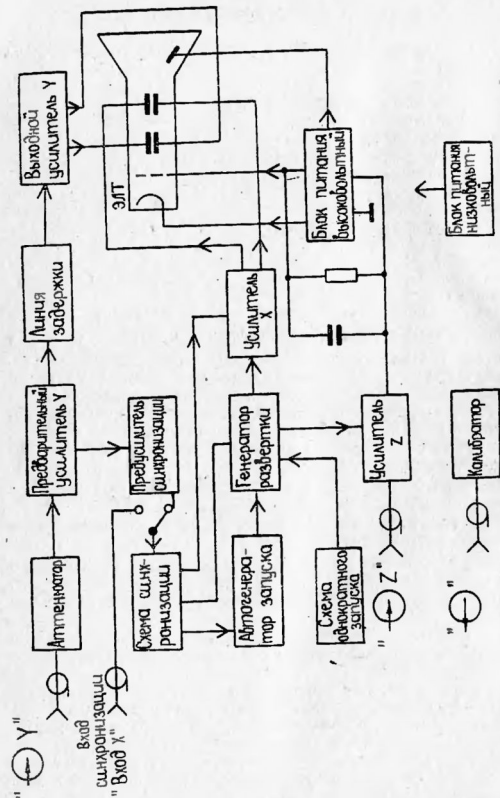 "Y"
Аттенюатор
Предварительный
усилитель Y
Линия
задержки
Выходной
усилитель Y
Вход
синхронизации
"Вход X"
Предусилитель
синхронизации
Схема синх-
ронизации
ЭЛТ
Автогенера-
тор запуска
Генератор
развертки
Усилитель
X
Блок питания
высоковольтный
Схема
однократного
запуска
"Z"
Усилитель
Z
Калибратор
Блок питания
низковольт-
ный